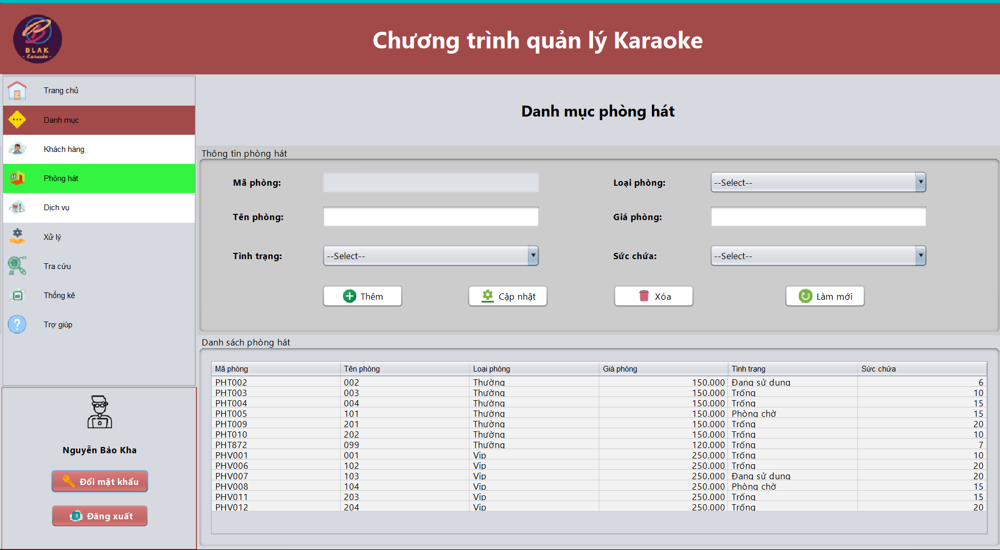 BLAK
- Karaoke -
Chương trình quản lý Karaoke
Trang chủ
Danh mục
Khách hàng
Phòng hát
Dịch vụ
Xử lý
Tra cứu
Thống kê
Trợ giúp
Nguyễn Bảo Kha
Đổi mật khẩu
Đăng xuất
Danh mục phòng hát
Thông tin phòng hát
Mã phòng: Loại phòng: --Select--
Tên phòng: Giá phòng:
Tình trạng: --Select-- Sức chứa: --Select--
Thêm Cập nhật Xóa Làm mới
Danh sách phòng hát
Mã phòng Tên phòng Loại phòng Giá phòng Tình trạng Sức chứa
PHT002 002 Thường 150.000 Đang sử dụng 6
PHT003 003 Thường 150.000 Trống 10
PHT004 004 Thường 150.000 Trống 15
PHT005 101 Thường 150.000 Phòng chờ 15
PHT009 201 Thường 150.000 Trống 20
PHT010 202 Thường 150.000 Trống 10
PHT872 099 Thường 120.000 Trống 7
PHV001 001 Vip 250.000 Trống 10
PHV006 102 Vip 250.000 Trống 20
PHV007 103 Vip 250.000 Đang sử dụng 20
PHV008 104 Vip 250.000 Phòng chờ 15
PHV011 203 Vip 250.000 Trống 15
PHV012 204 Vip 250.000 Trống 20